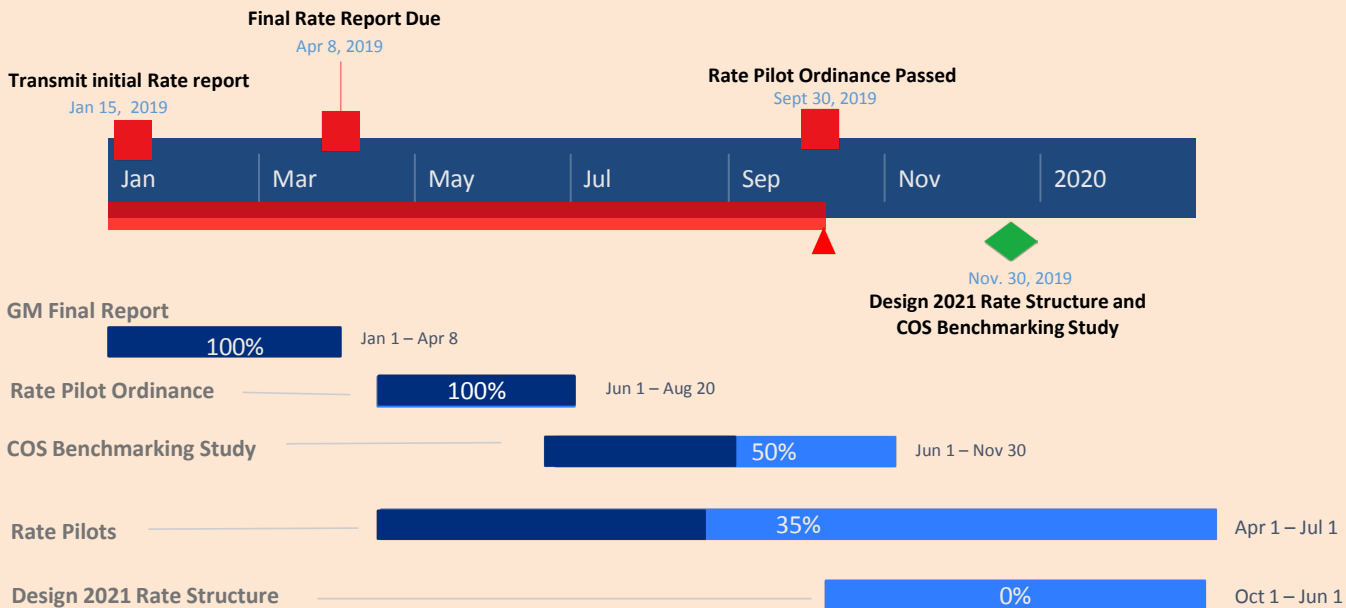 Final Rate Report Due
Apr 8, 2019
Transmit initial Rate report
Jan 15, 2019
Rate Pilot Ordinance Passed
Sept 30, 2019
Jan Mar May Jul Sep Nov 2020
Nov. 30, 2019
Design 2021 Rate Structure and
COS Benchmarking Study
GM Final Report
100% Jan 1 – Apr 8
Rate Pilot Ordinance 100% Jun 1 – Aug 20
COS Benchmarking Study 50% Jun 1 – Nov 30
Rate Pilots 35% Apr 1 – Jul 1
Design 2021 Rate Structure 0% Oct 1 – Jun 1